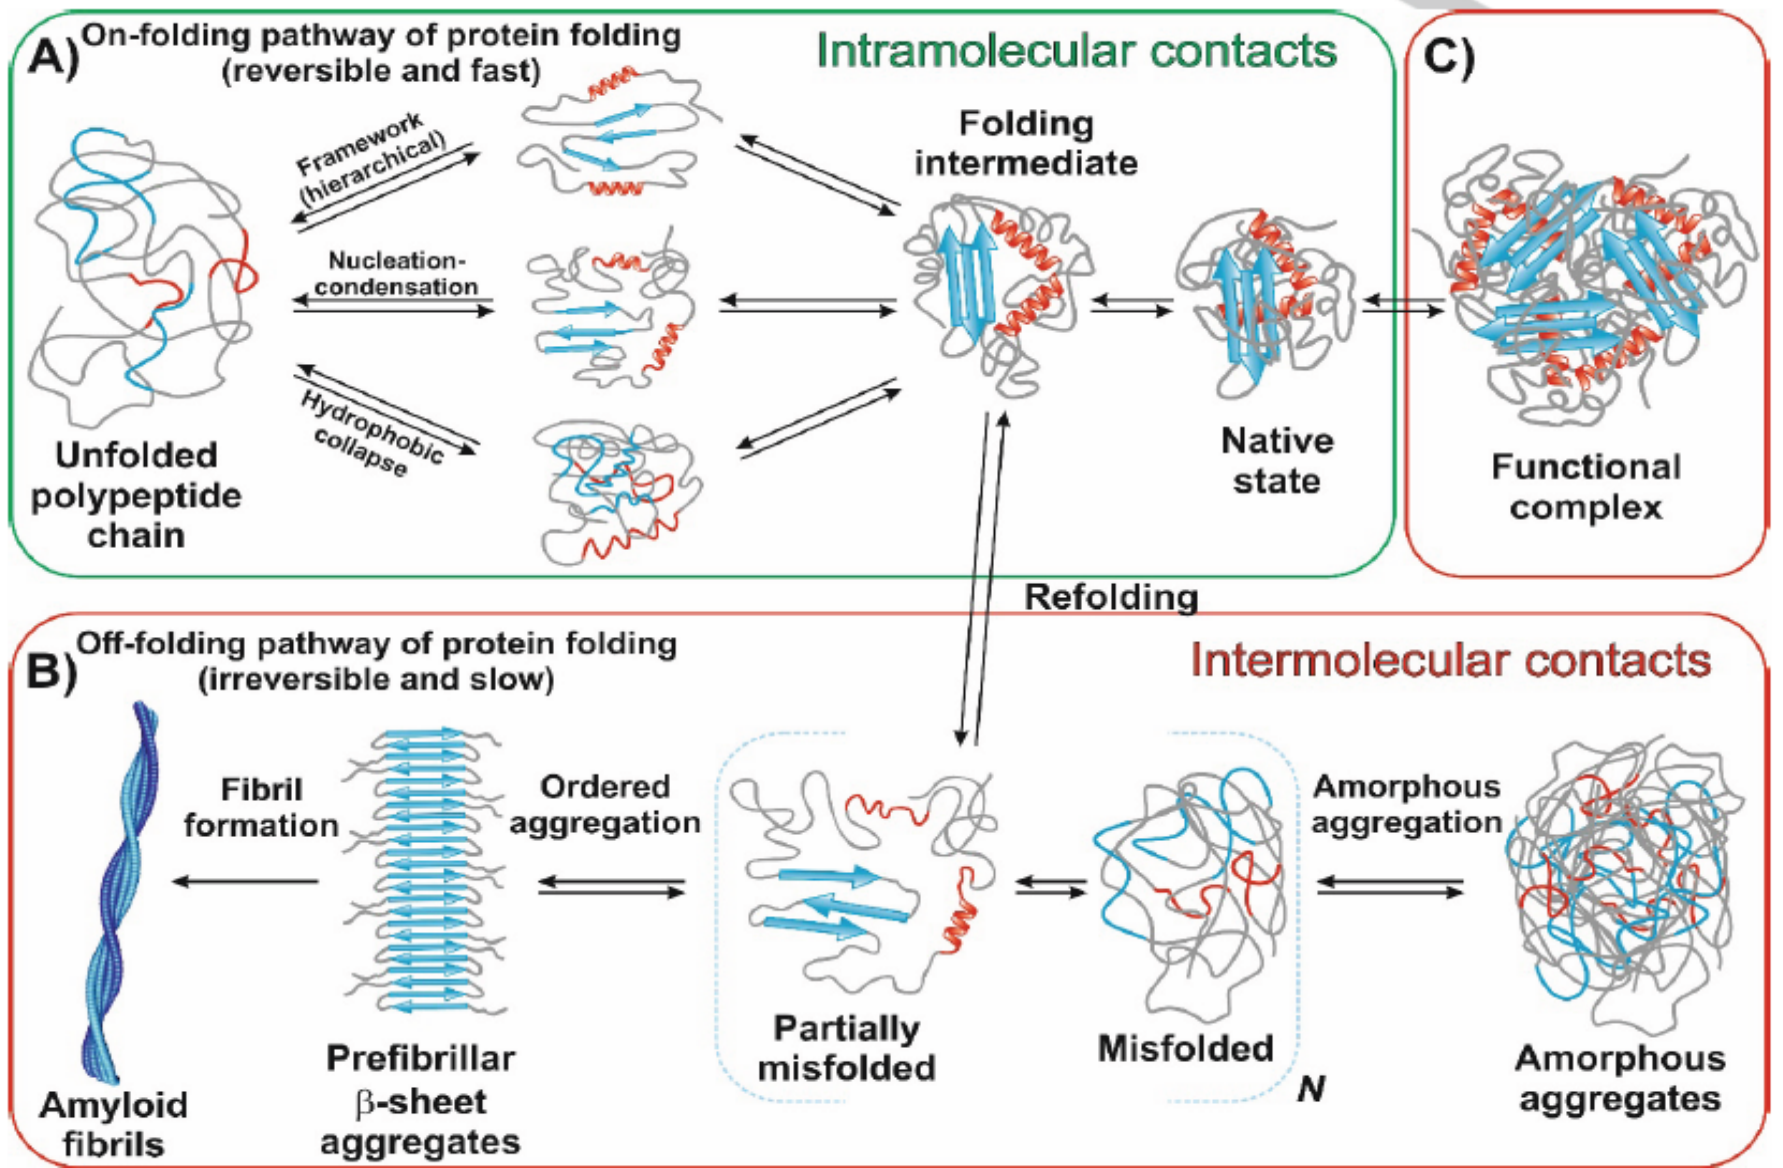 A)
On-folding pathway of protein folding
(reversible and fast)
Intramolecular contacts
C)
Framework
(hierarchical)
Nucleation-
condensation
Hydrophobic
collapse
Unfolded
polypeptide
chain
Folding
intermediate
Native
state
Functional
complex
Refolding
B)
Off-folding pathway of protein folding
(irreversible and slow)
Intermolecular contacts
Fibril
formation
Ordered
aggregation
Amorphous
aggregation
Amyloid
fibrils
Prefibrillar
β-sheet
aggregates
Partially
misfolded
Misfolded
N
Amorphous
aggregates